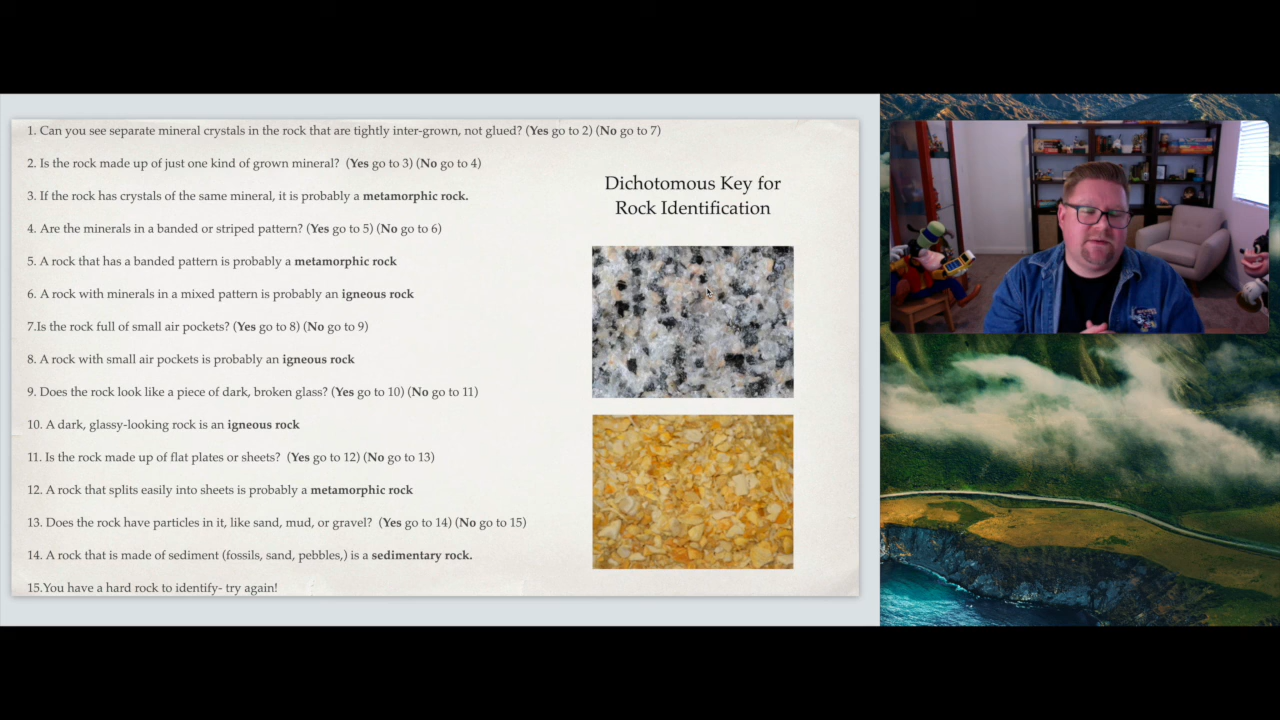 1. Can you see separate mineral crystals in the rock that are tightly inter-grown, not glued? (Yes go to 2) (No go to 7)
2. Is the rock made up of just one kind of grown mineral? (Yes go to 3) (No go to 4)
3. If the rock has crystals of the same mineral, it is probably a metamorphic rock.
4. Are the minerals in a banded or striped pattern? (Yes go to 5) (No go to 6)
5. A rock that has a banded pattern is probably a metamorphic rock
6. A rock with minerals in a mixed pattern is probably an igneous rock
7.Is the rock full of small air pockets? (Yes go to 8) (No go to 9)
8. A rock with small air pockets is probably an igneous rock
9. Does the rock look like a piece of dark, broken glass? (Yes go to 10) (No go to 11)
10. A dark, glassy-looking rock is an igneous rock
11. Is the rock made up of flat plates or sheets? (Yes go to 12) (No go to 13)
12. A rock that splits easily into sheets is probably a metamorphic rock
13. Does the rock have particles in it, like sand, mud, or gravel? (Yes go to 14) (No go to 15)
14. A rock that is made of sediment (fossils, sand, pebbles,) is a sedimentary rock.
15.You have a hard rock to identify- try again!
Dichotomous Key for
Rock Identification